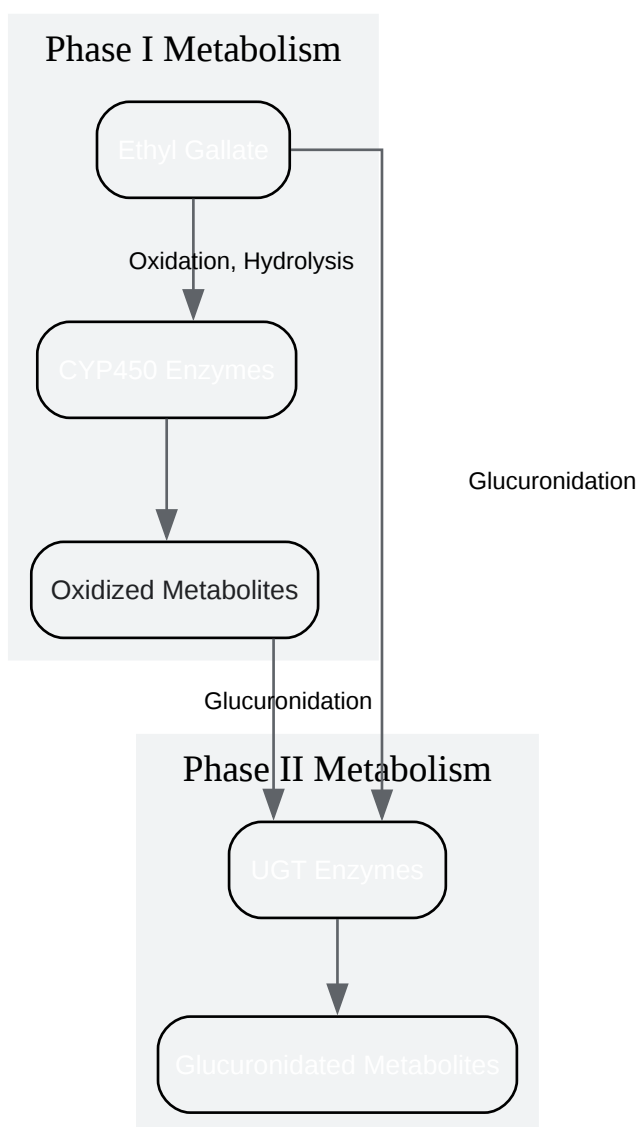 Phase I Metabolism
Ethyl Gallate
Oxidation, Hydrolysis
CYP450 Enzymes
Glucuronidation
Oxidized Metabolites
Glucuronidation
Phase II Metabolism
UGT Enzymes
Glucuronidated Metabolites